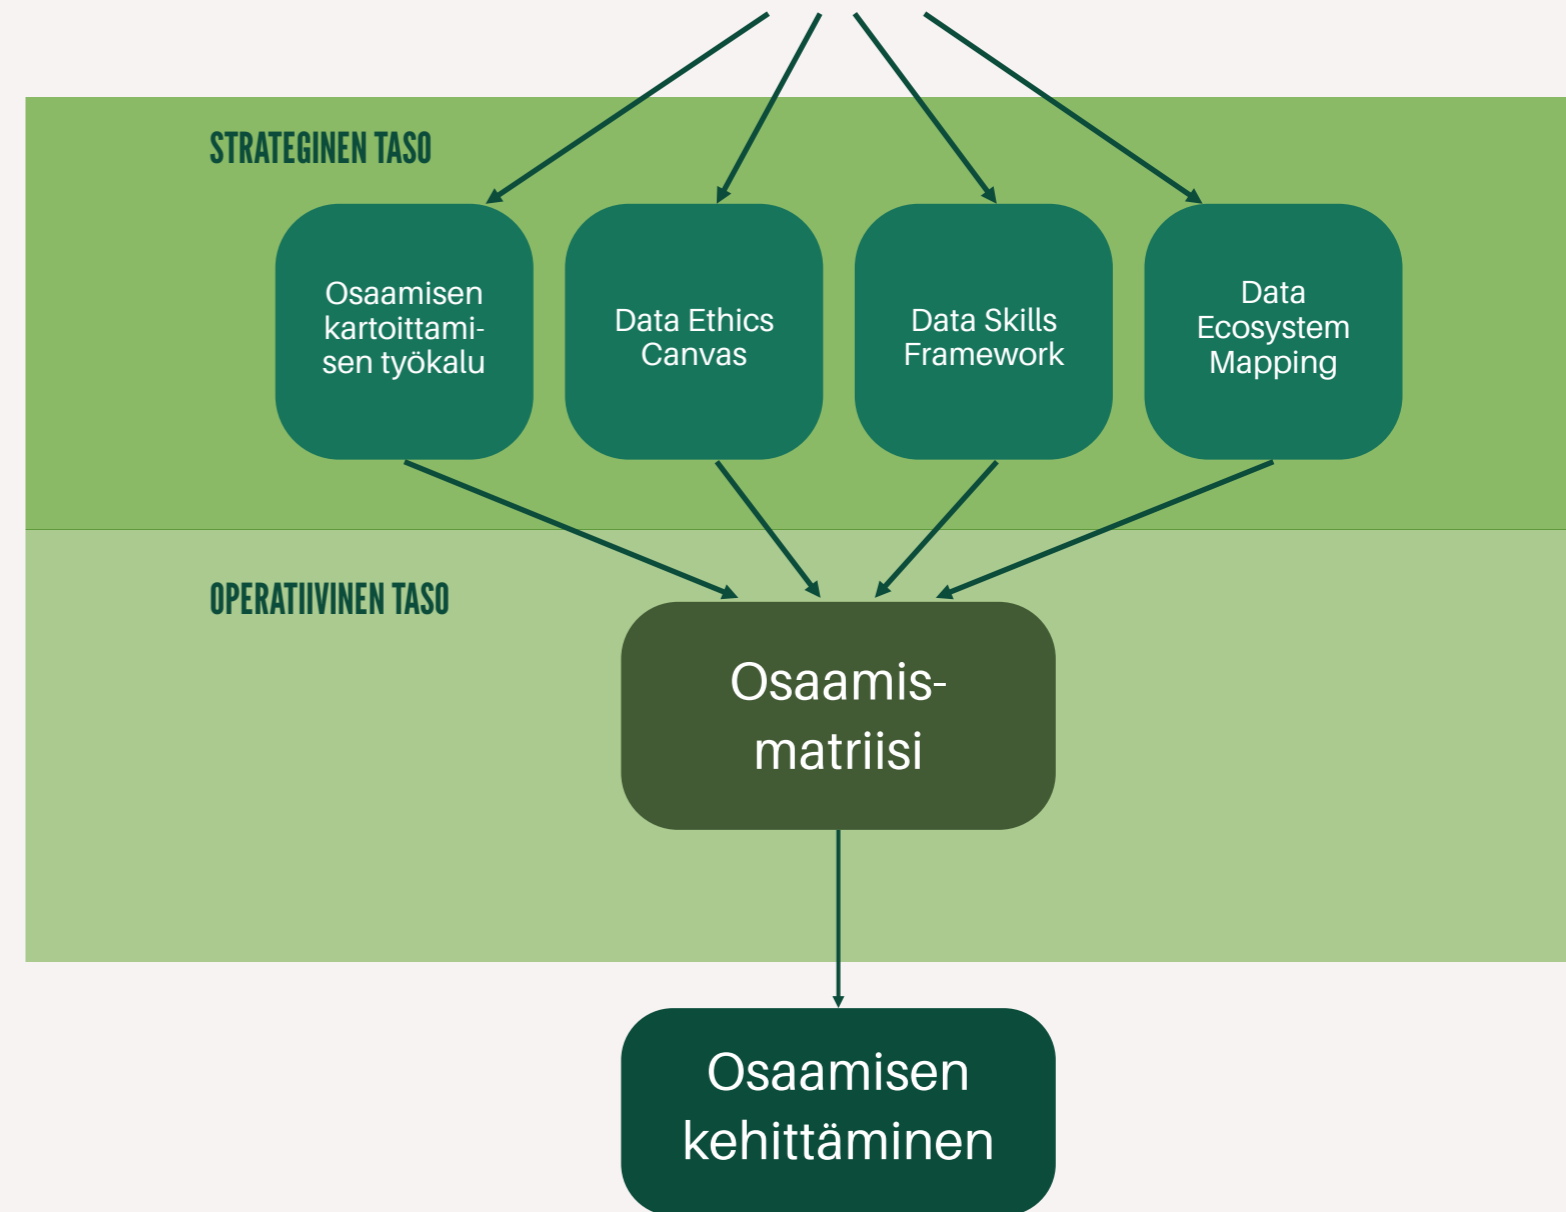 STRATEGINEN TASO
Osaamisen
kartoittami-
sen työkalu
Data Ethics
Canvas
Data Skills
Framework
Data
Ecosystem
Mapping
OPERATIIVINEN TASO
Osaamis-
matriisi
Osaamisen
kehittäminen